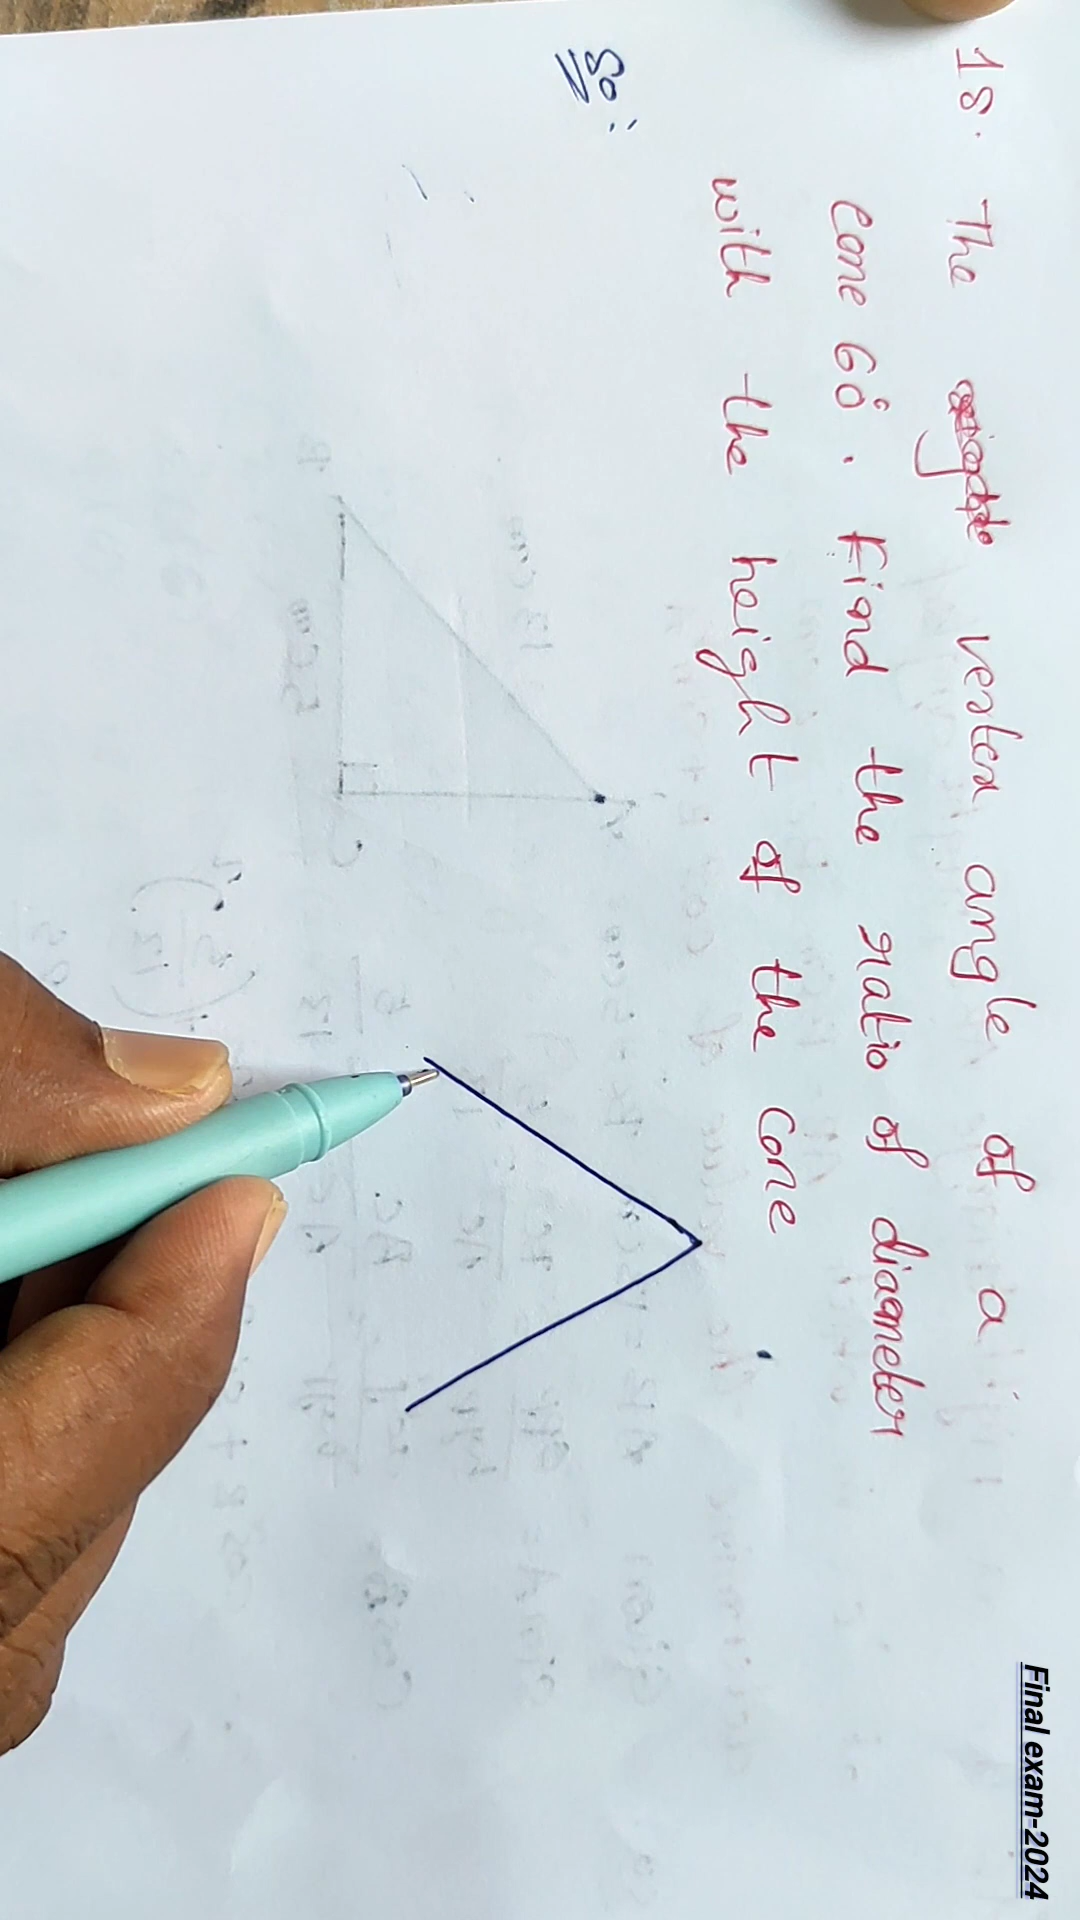 Final exam-2024
18. The vertex angle of a
cone 60°. Find the ratio of diameter
with the height of the cone
Sol: